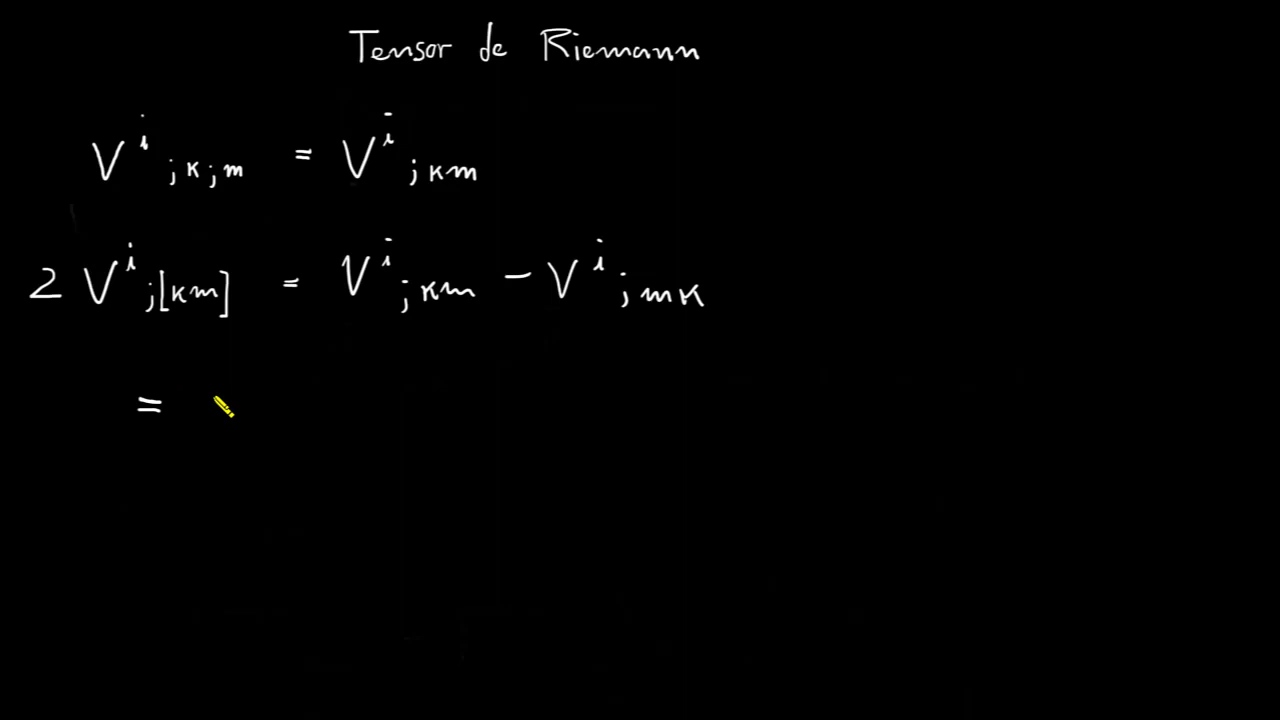 Tensor de Riemann
V^i_{;k;m} = V^i_{;km}
2 V^i_{;[km]} = V^i_{;km} - V^i_{;mk}
=